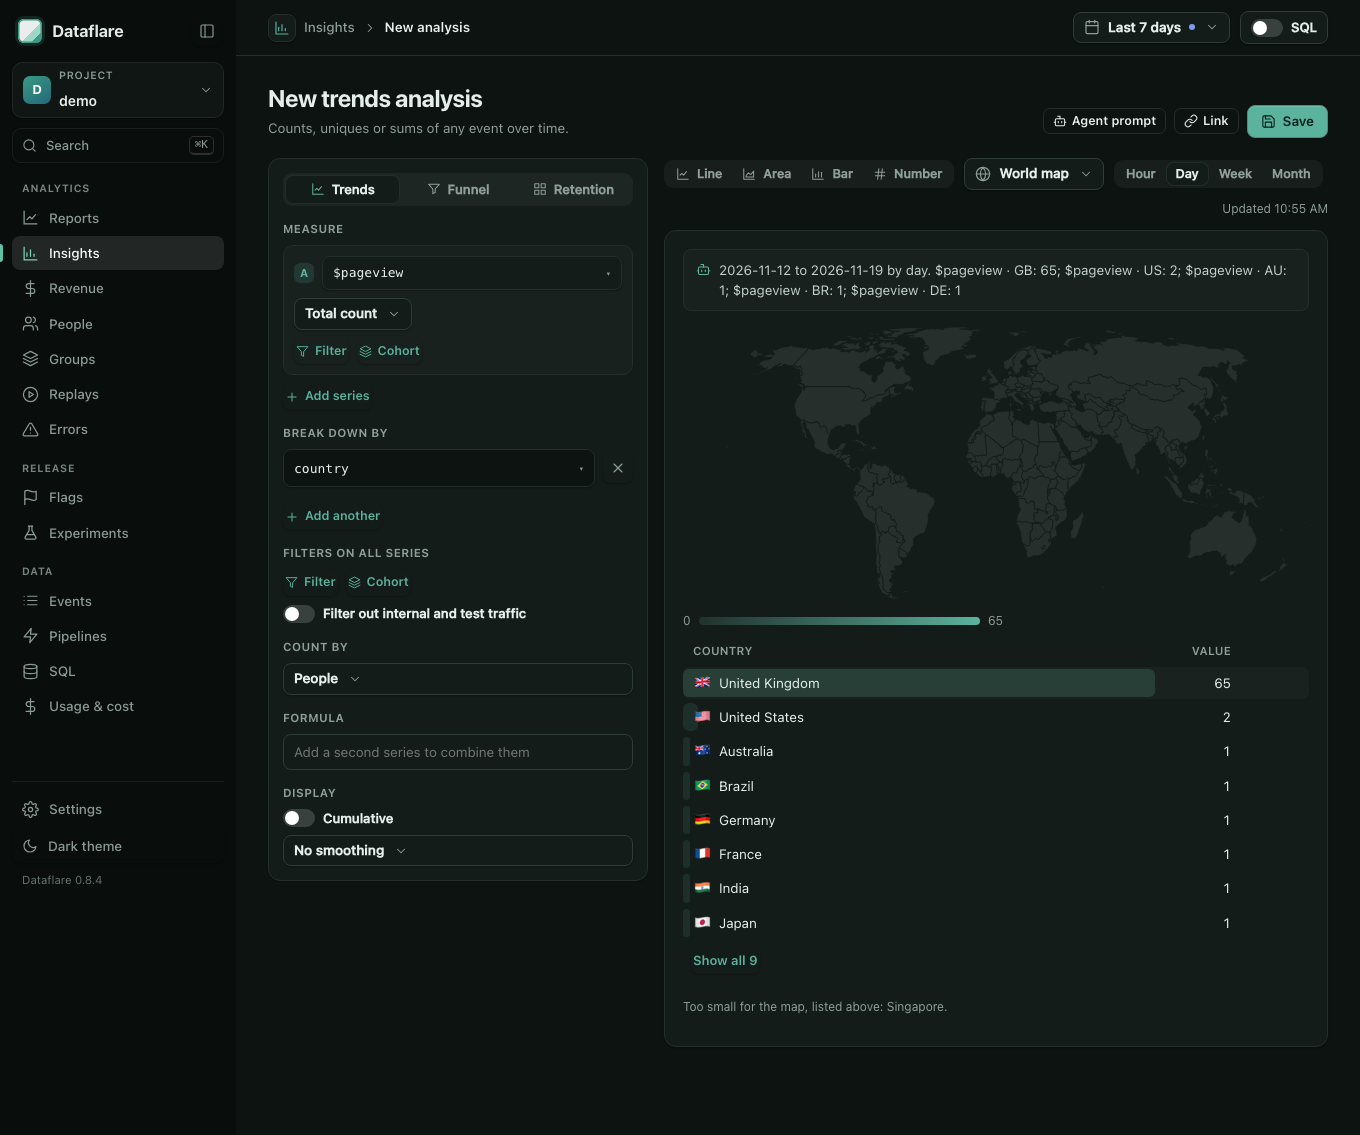 Dataflare
PROJECT
D
demo
Search
⌘K
ANALYTICS
Reports
Insights
Revenue
People
Groups
Replays
Errors
RELEASE
Flags
Experiments
DATA
Events
Pipelines
SQL
Usage & cost
Settings
Dark theme
Dataflare 0.8.4
Insights
New analysis
Last 7 days
SQL
New trends analysis
Counts, uniques or sums of any event over time.
Agent prompt
Link
Save
Trends
Funnel
Retention
MEASURE
A
$pageview
Total count
Filter
Cohort
Add series
BREAK DOWN BY
country
Add another
FILTERS ON ALL SERIES
Filter
Cohort
Filter out internal and test traffic
COUNT BY
People
FORMULA
Add a second series to combine them
DISPLAY
Cumulative
No smoothing
Line
Area
Bar
Number
World map
Hour
Day
Week
Month
Updated 10:55 AM
2026-11-12 to 2026-11-19 by day. $pageview · GB: 65; $pageview · US: 2; $pageview · AU:
1; $pageview · BR: 1; $pageview · DE: 1
0
65
COUNTRY VALUE
United Kingdom 65
United States 2
Australia 1
Brazil 1
Germany 1
France 1
India 1
Japan 1
Show all 9
Too small for the map, listed above: Singapore.